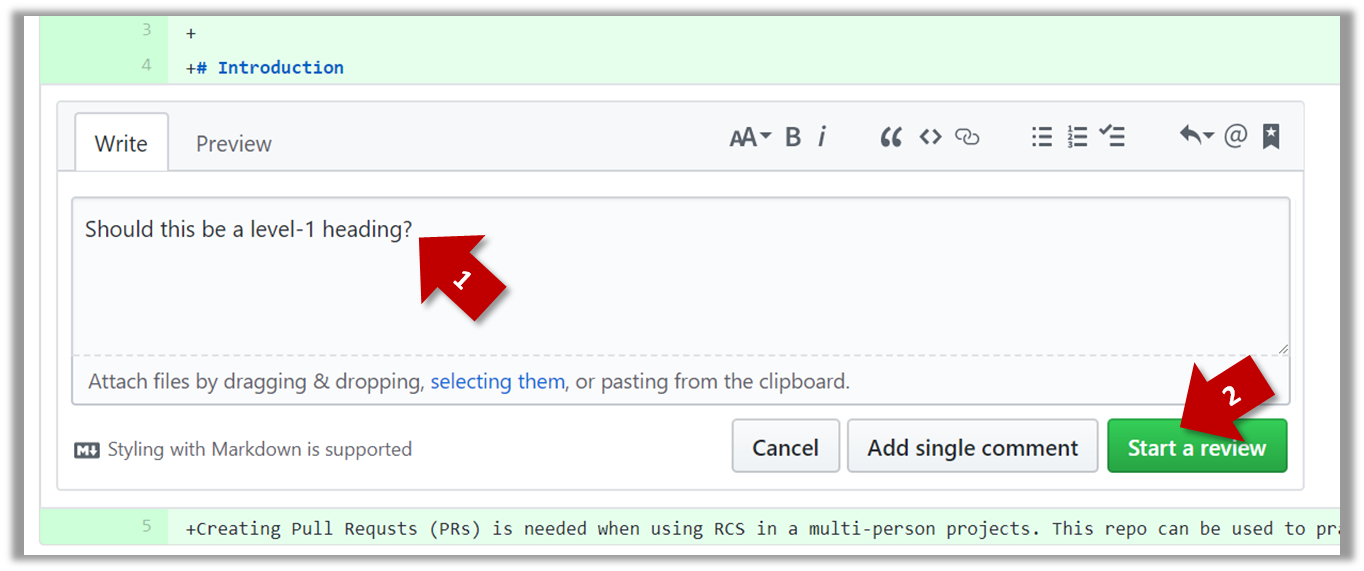 3 +
4 +# Introduction
Write Preview AA B i
Should this be a level-1 heading?
1
Attach files by dragging & dropping, selecting them, or pasting from the clipboard.
2
M↓ Styling with Markdown is supported Cancel Add single comment Start a review
5 +Creating Pull Requsts (PRs) is needed when using RCS in a multi-person projects. This repo can be used to